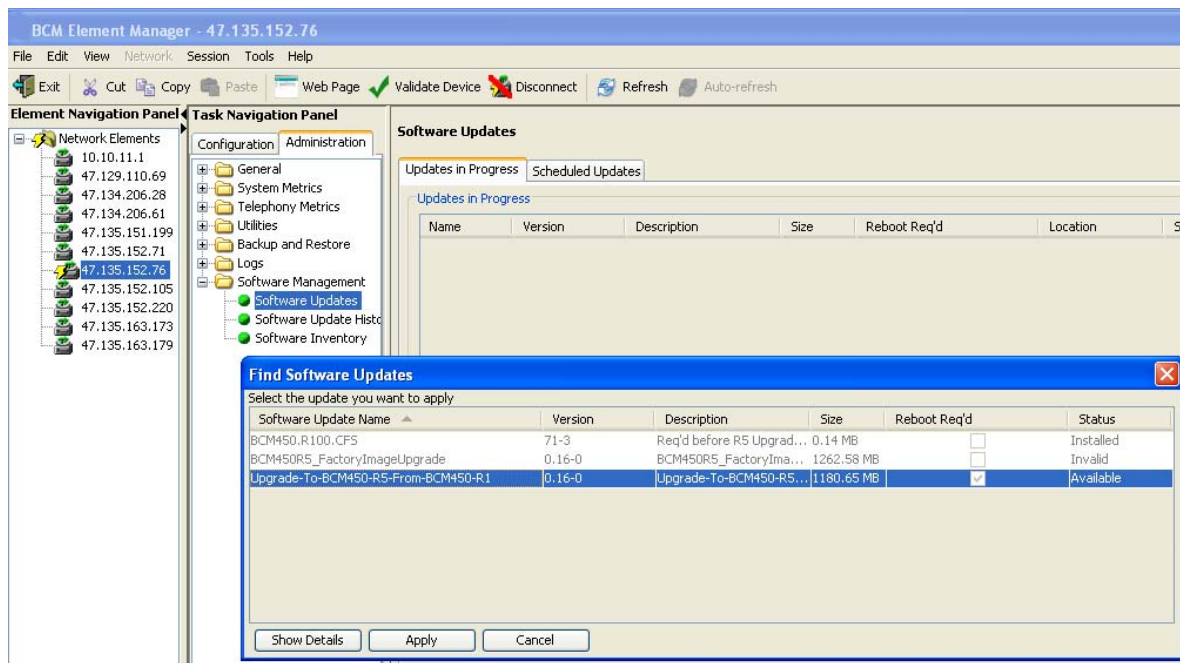 BCM Element Manager - 47.135.152.76
File Edit View Network Session Tools Help
Exit Cut Copy Paste Web Page Validate Device Disconnect Refresh Auto-refresh
Element Navigation Panel
Network Elements
10.10.11.1
47.129.110.69
47.134.206.28
47.134.206.61
47.135.151.199
47.135.152.71
47.135.152.76
47.135.152.105
47.135.152.220
47.135.163.173
47.135.163.179
Task Navigation Panel
Configuration Administration
General
System Metrics
Telephony Metrics
Utilities
Backup and Restore
Logs
Software Management
Software Updates
Software Update Histo
Software Inventory
Software Updates
Updates in Progress Scheduled Updates
Updates in Progress
Name Version Description Size Reboot Req'd Location S
Find Software Updates
Select the update you want to apply
Software Update Name Version Description Size Reboot Req'd Status
BCM450.R100.CFS 71-3 Req'd before R5 Upgrad... 0.14 MB Installed
BCM450R5_FactoryImageUpgrade 0.16-0 BCM450R5_FactoryIma... 1262.58 MB Invalid
Upgrade-To-BCM450-R5-From-BCM450-R1 0.16-0 Upgrade-To-BCM450-R5... 1180.65 MB Available
Show Details Apply Cancel